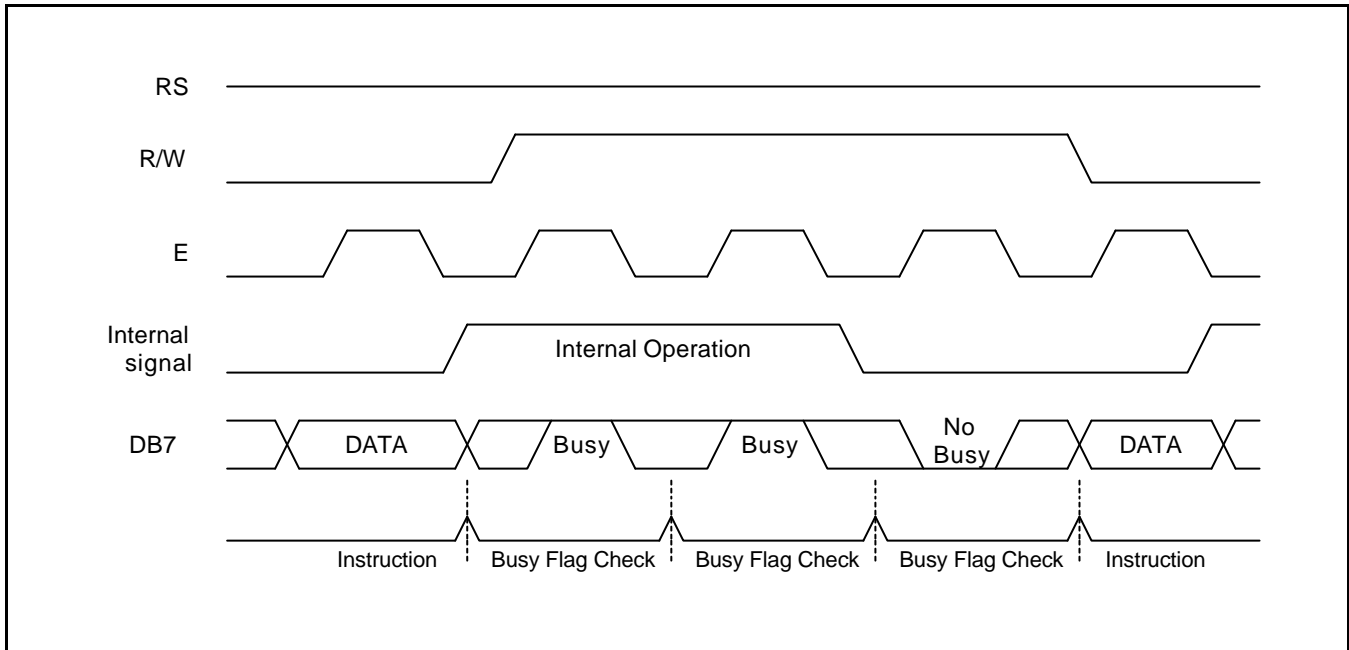 RS
R/W
E
Internal
signal
Internal Operation
DB7
DATA
Busy
Busy
No
Busy
DATA
Instruction
Busy Flag Check
Busy Flag Check
Busy Flag Check
Instruction